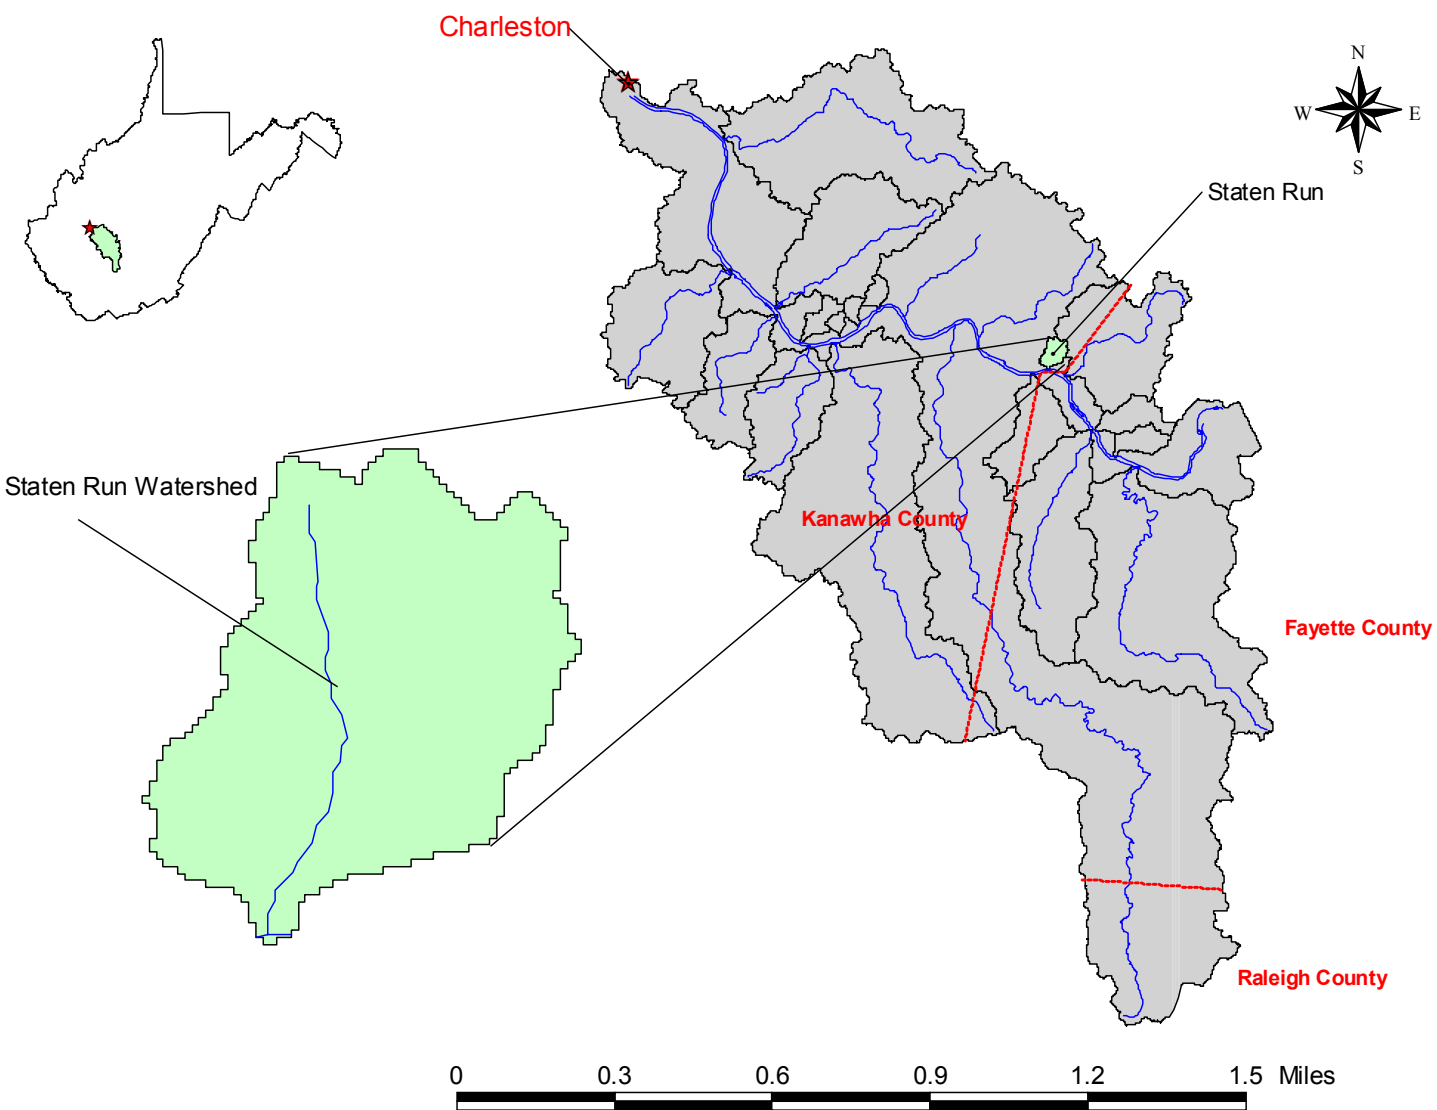 Charleston
N
W E
S
Staten Run
Staten Run Watershed
Kanawha County
Fayette County
Raleigh County
0 0.3 0.6 0.9 1.2 1.5 Miles